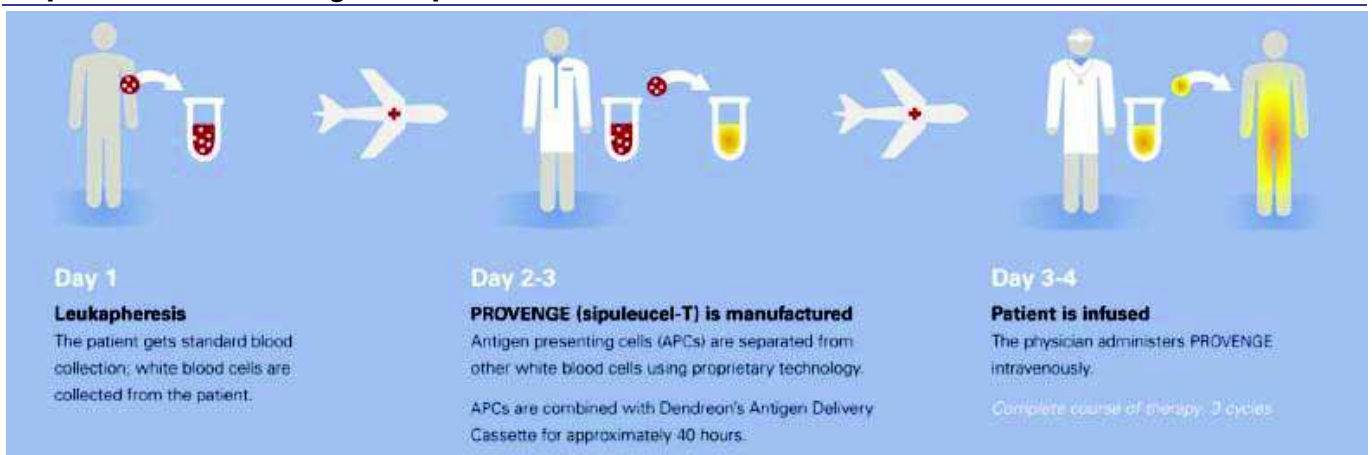 Day 1
Leukapheresis
The patient gets standard blood
collection; white blood cells are
collected from the patient.
Day 2-3
PROVENGE (sipuleucel-T) is manufactured
Antigen presenting cells (APCs) are separated from
other white blood cells using proprietary technology.
APCs are combined with Dendreon's Antigen Delivery
Cassette for approximately 40 hours.
Day 3-4
Patient is infused
The physician administers PROVENGE
intravenously.
Complete course of therapy: 3 cycles